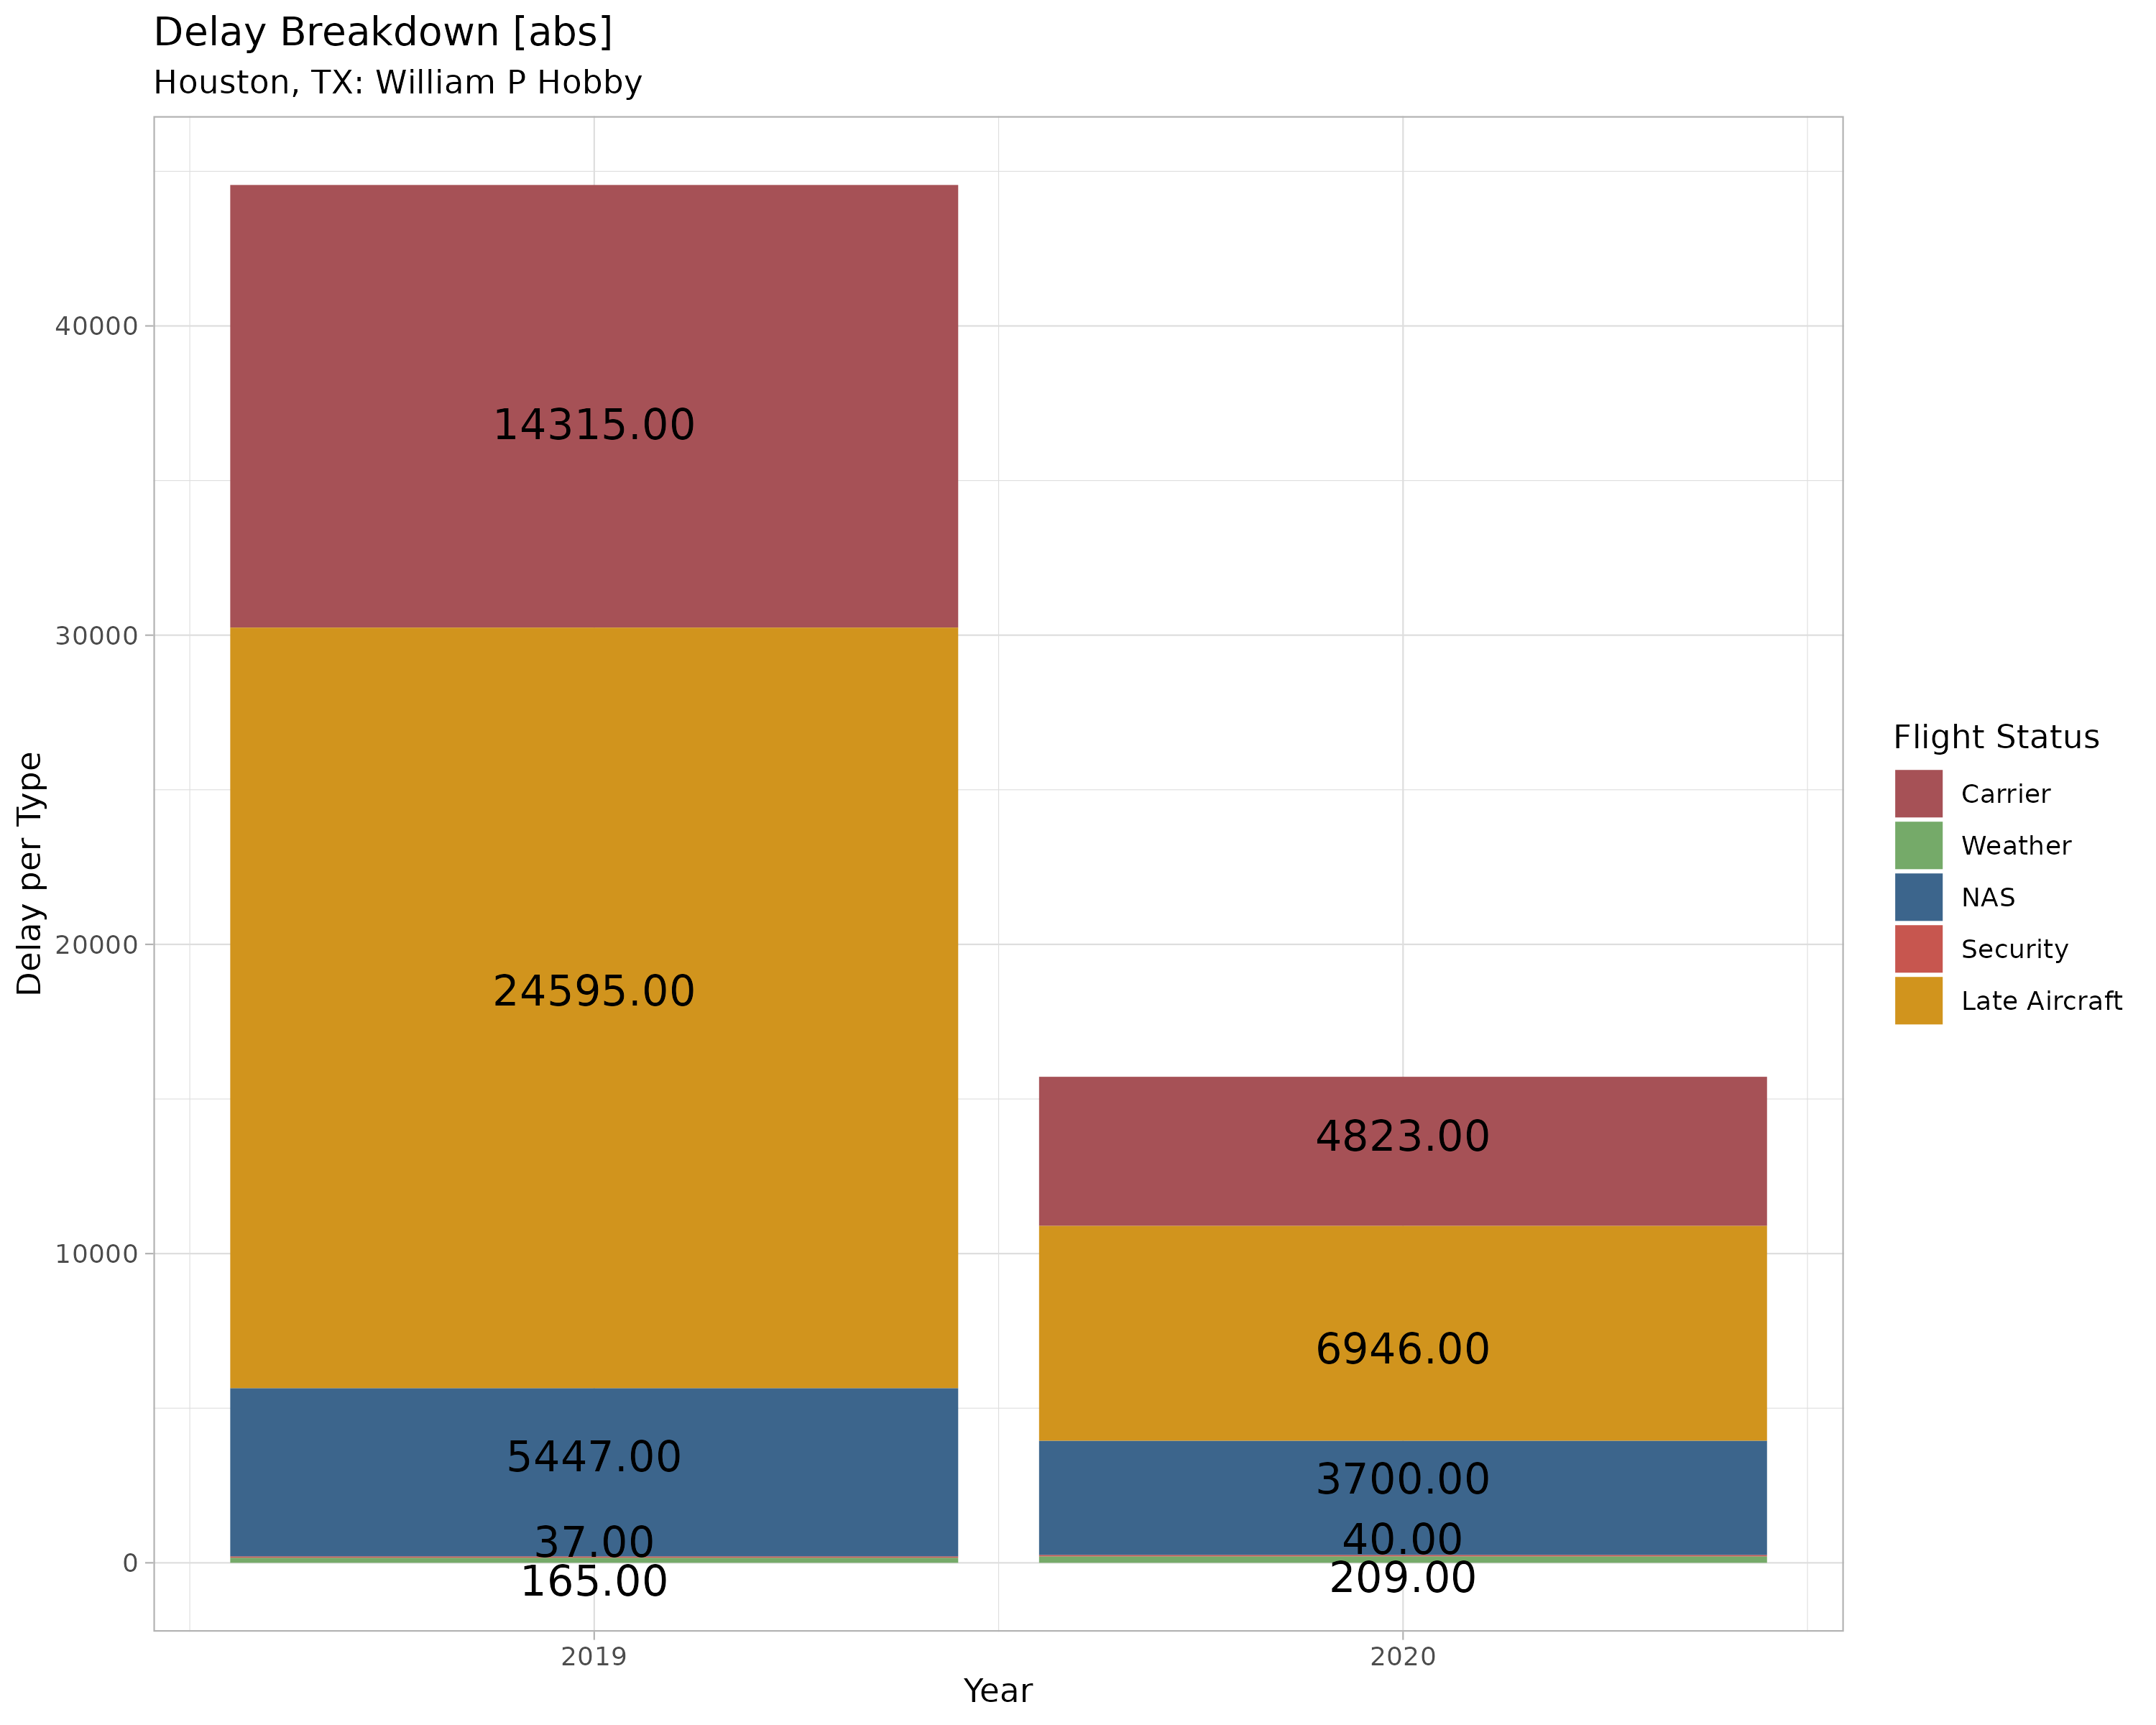 Delay Breakdown [abs]
Houston, TX: William P Hobby
Delay per Type
40000
30000
20000
10000
0
14315.00
24595.00
5447.00
37.00
165.00
4823.00
6946.00
3700.00
40.00
209.00
2019
2020
Year
Flight Status
Carrier
Weather
NAS
Security
Late Aircraft